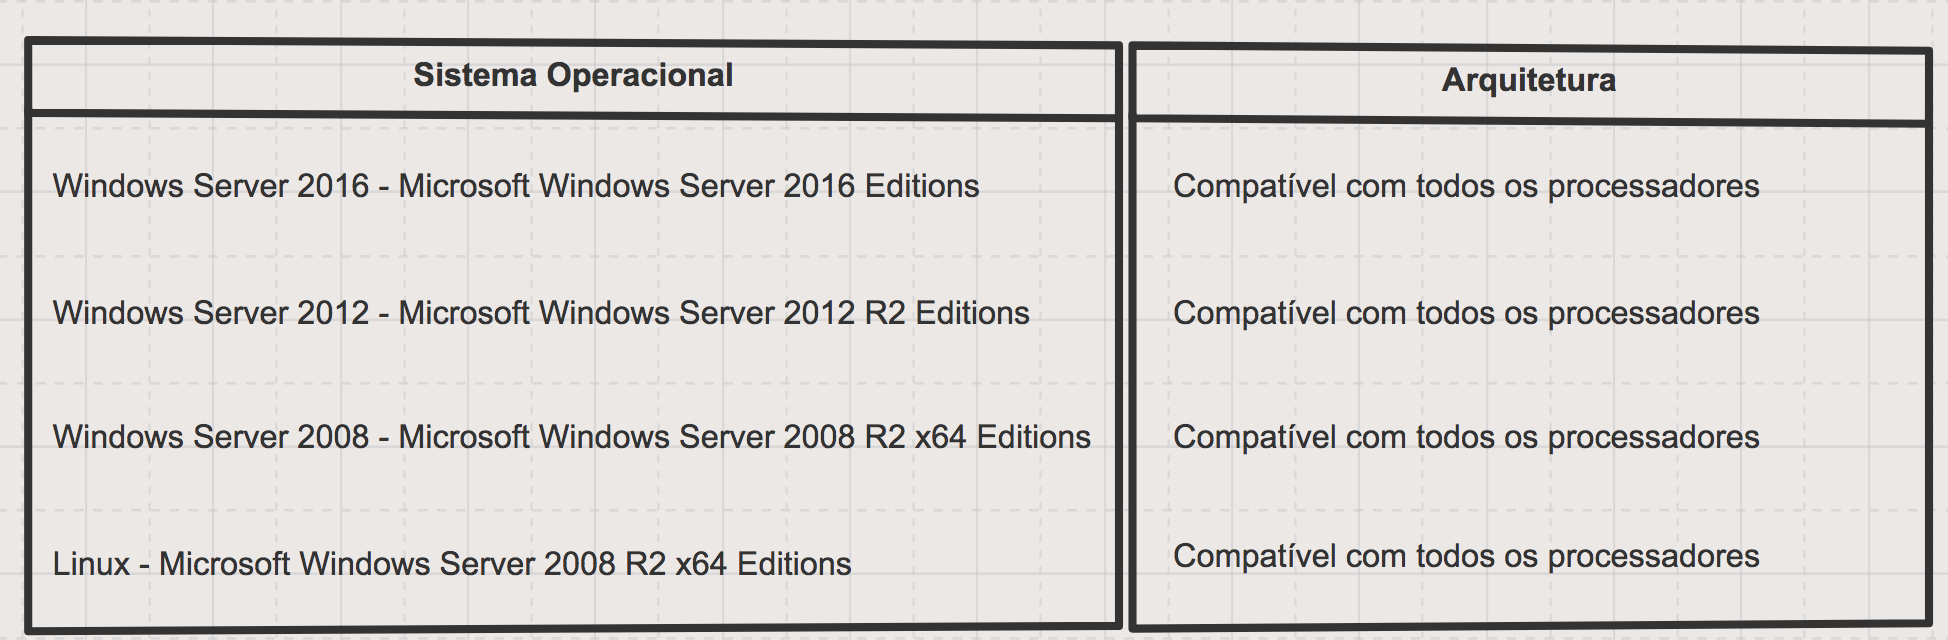 Sistema Operacional
Arquitetura
Windows Server 2016 - Microsoft Windows Server 2016 Editions
Compatível com todos os processadores
Windows Server 2012 - Microsoft Windows Server 2012 R2 Editions
Compatível com todos os processadores
Windows Server 2008 - Microsoft Windows Server 2008 R2 x64 Editions
Compatível com todos os processadores
Linux - Microsoft Windows Server 2008 R2 x64 Editions
Compatível com todos os processadores